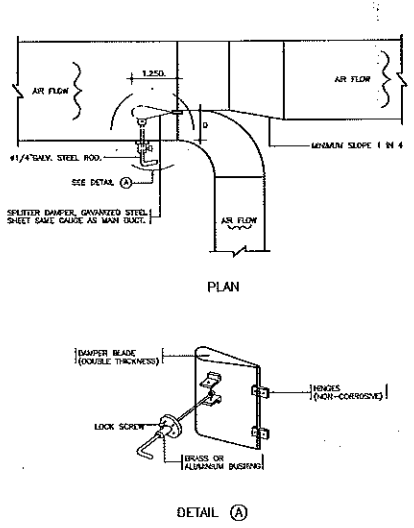 1.250.
AIR FLOW
AIR FLOW
D
ø1/4"GALV. STEEL ROD.
MINIMUM SLOPE 1 IN 4
SEE DETAIL A
SPLITTER DAMPER, GALVANIZED STEEL
SHEET SAME GAUGE AS MAIN DUCT.
AIR FLOW
PLAN
DAMPER BLADE
(DOUBLE THICKNESS)
HINGES
(NON-CORROSIVE)
LOCK SCREW
BRASS OR
ALUMINIUM BUSHING
DETAIL A